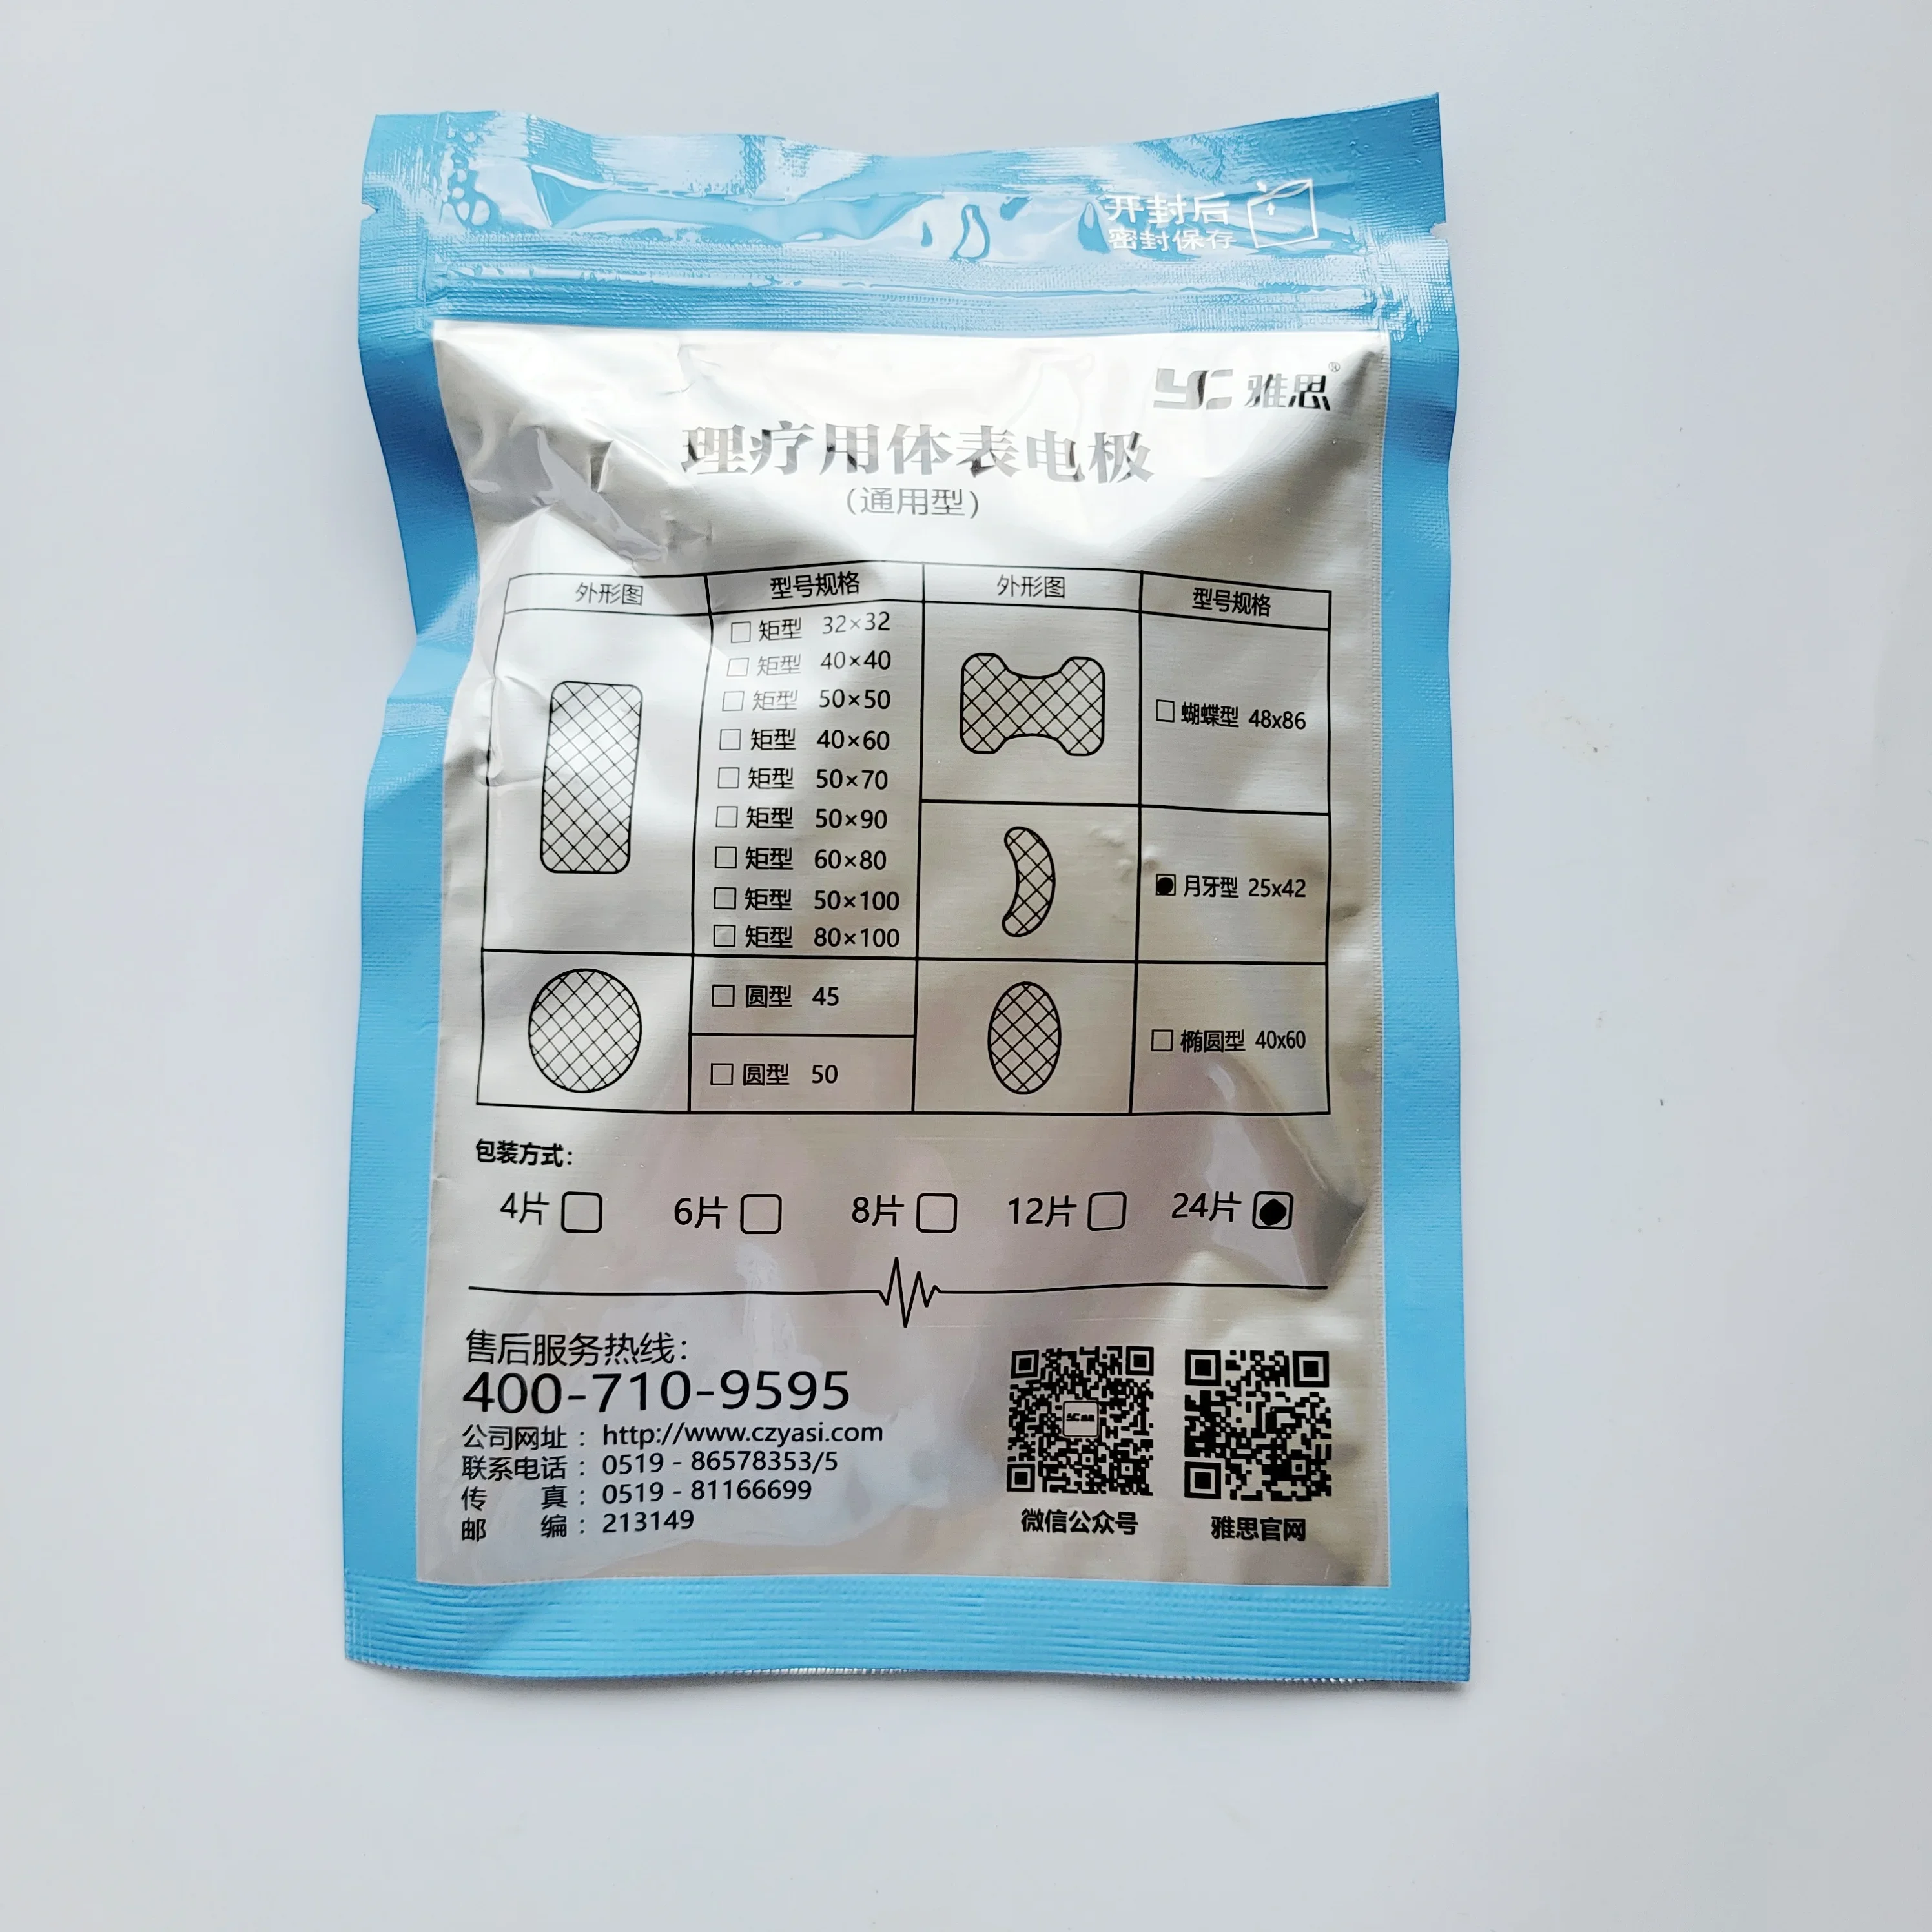 开封后
密封保存
yc 雅思®
理疗用体表电极
(通用型)
外形图 型号规格 外形图 型号规格
矩型 32×32
矩型 40×40
矩型 50×50
矩型 40×60
矩型 50×70
矩型 50×90
矩型 60×80
矩型 50×100
矩型 80×100
圆型 45
圆型 50
蝴蝶型 48x86
月牙型 25x42
椭圆型 40x60
包装方式：
4片 6片 8片 12片 24片
售后服务热线：
400-710-9595
公司网址： http://www.czyasi.com
联系电话： 0519 - 86578353/5
传 真： 0519 - 81166699
邮 编： 213149
微信公众号
雅思官网